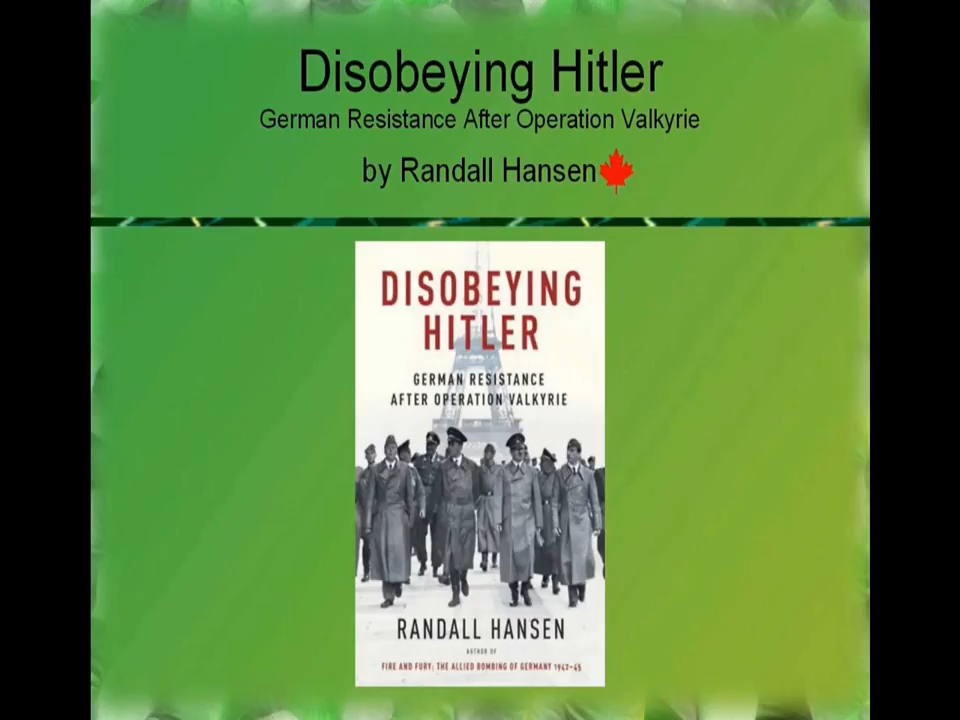 Disobeying Hitler
German Resistance After Operation Valkyrie
by Randall Hansen
DISOBEYING
HITLER
GERMAN RESISTANCE
AFTER OPERATION VALKYRIE
RANDALL HANSEN
AUTHOR OF
FIRE AND FURY: THE ALLIED BOMBING OF GERMANY 1942-45